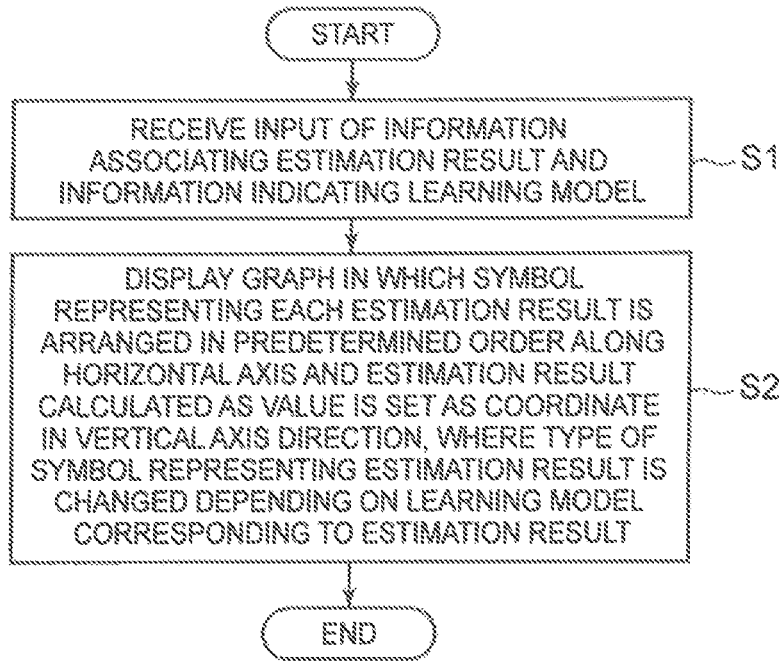 START
RECEIVE INPUT OF INFORMATION
ASSOCIATING ESTIMATION RESULT AND
INFORMATION INDICATING LEARNING MODEL
S1
DISPLAY GRAPH IN WHICH SYMBOL
REPRESENTING EACH ESTIMATION RESULT IS
ARRANGED IN PREDETERMINED ORDER ALONG
HORIZONTAL AXIS AND ESTIMATION RESULT
CALCULATED AS VALUE IS SET AS COORDINATE
IN VERTICAL AXIS DIRECTION, WHERE TYPE OF
SYMBOL REPRESENTING ESTIMATION RESULT IS
CHANGED DEPENDING ON LEARNING MODEL
CORRESPONDING TO ESTIMATION RESULT
S2
END